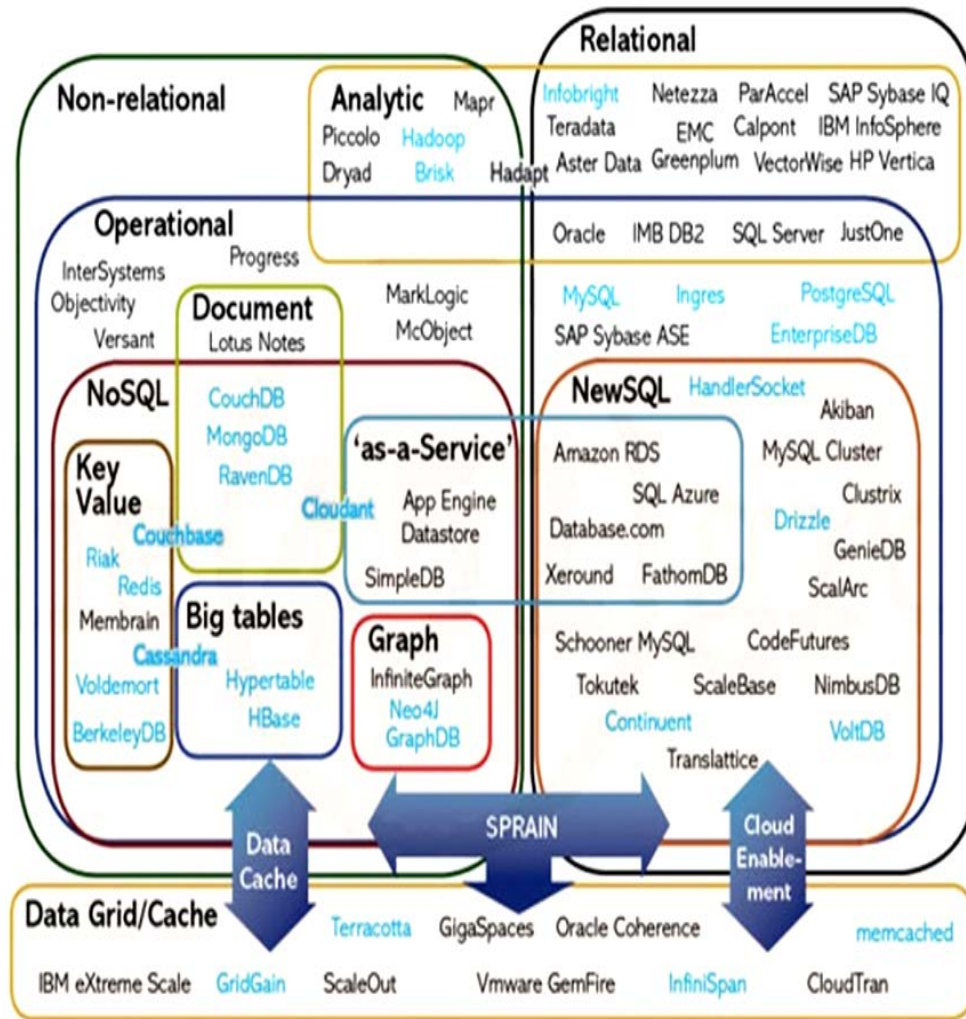 Relational
Non-relational
Analytic
Mapr
Piccolo
Hadoop
Dryad
Brisk
Hadapt
Infobright
Netezza
ParAccel
SAP Sybase IQ
Teradata
EMC
Calpont
IBM InfoSphere
Aster Data
Greenplum
VectorWise
HP Vertica
Operational
Oracle
IMB DB2
SQL Server
JustOne
InterSystems
Objectivity
Versant
Progress
MarkLogic
McObject
MySQL
Ingres
PostgreSQL
SAP Sybase ASE
EnterpriseDB
Document
Lotus Notes
CouchDB
MongoDB
RavenDB
NoSQL
Key
Value
Couchbase
Riak
Redis
Membrain
Cassandra
Voldemort
BerkeleyDB
Big tables
Hypertable
HBase
Graph
InfiniteGraph
Neo4J
GraphDB
'as-a-Service'
Cloudant
App Engine
Datastore
SimpleDB
NewSQL
HandlerSocket
Akiban
Amazon RDS
MySQL Cluster
SQL Azure
Clustrix
Database.com
Drizzle
GenieDB
Xeround
FathomDB
ScalArc
Schooner MySQL
CodeFutures
Tokutek
ScaleBase
NimbusDB
Continuent
VoltDB
Translattice
Data
Cache
SPRAIN
Cloud
Enable-
ment
Data Grid/Cache
Terracotta
GigaSpaces
Oracle Coherence
memcached
IBM eXtreme Scale
GridGain
ScaleOut
Vmware GemFire
InfiniSpan
CloudTran